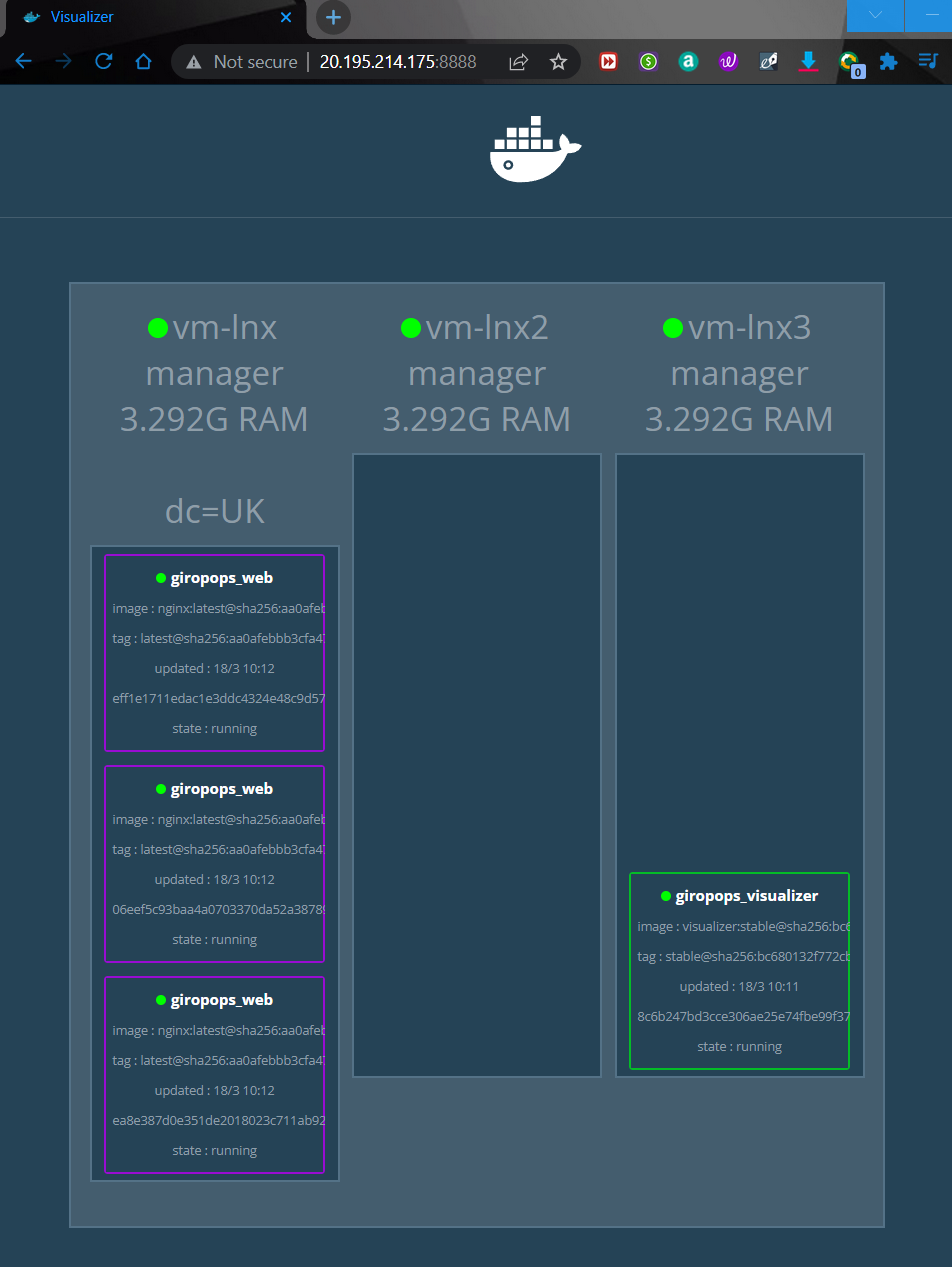 Visualizer
Not secure
20.195.214.175:8888
0
vm-lnx
manager
3.292G RAM
dc=UK
giropops_web
image : nginx:latest@sha256:aa0afeb
tag : latest@sha256:aa0afebbb3cfa47
updated : 18/3 10:12
eff1e1711edac1e3ddc4324e48c9d57
state : running
giropops_web
image : nginx:latest@sha256:aa0afeb
tag : latest@sha256:aa0afebbb3cfa47
updated : 18/3 10:12
06eef5c93baa4a0703370da52a38789
state : running
giropops_web
image : nginx:latest@sha256:aa0afeb
tag : latest@sha256:aa0afebbb3cfa47
updated : 18/3 10:12
ea8e387d0e351de2018023c711ab92
state : running
vm-lnx2
manager
3.292G RAM
vm-lnx3
manager
3.292G RAM
giropops_visualizer
image : visualizer:stable@sha256:bc6
tag : stable@sha256:bc680132f772cb
updated : 18/3 10:11
8c6b247bd3cce306ae25e74fbe99f37
state : running